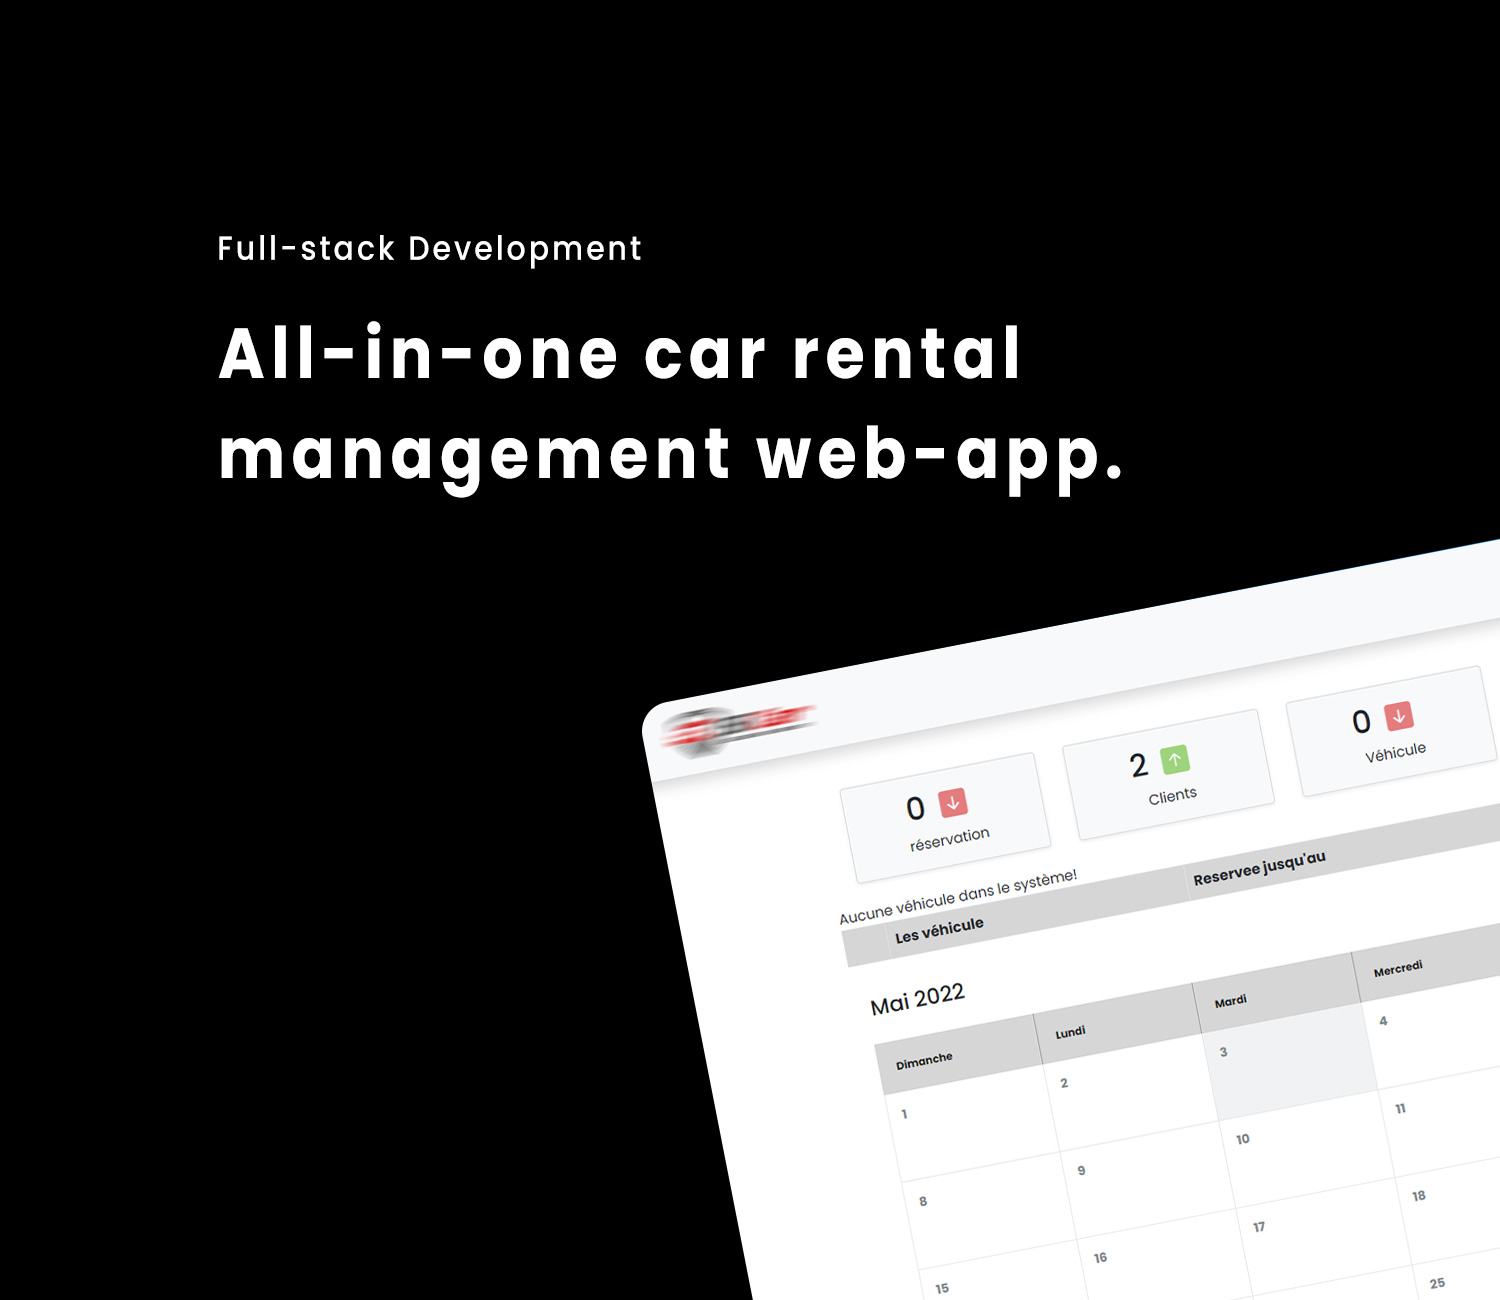 Full-stack Development
All-in-one car rental
management web-app.
0
réservation
2
Clients
0
Véhicule
Aucune véhicule dans le système!
Les véhicule
Reservee jusqu'au
Mai 2022
Dimanche Lundi Mardi Mercredi
1 2 3 4
8 9 10 11
15 16 17 18
25